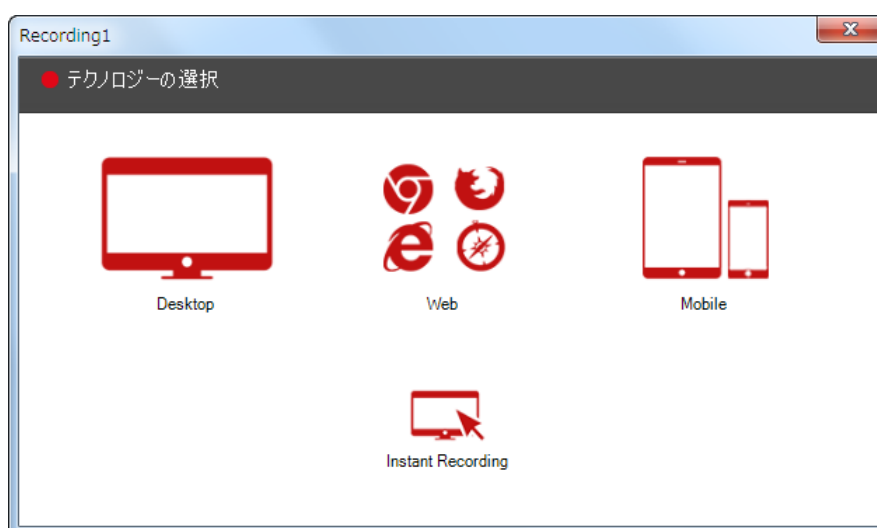 Recording1
テクノロジーの選択
Desktop
Web
Mobile
Instant Recording